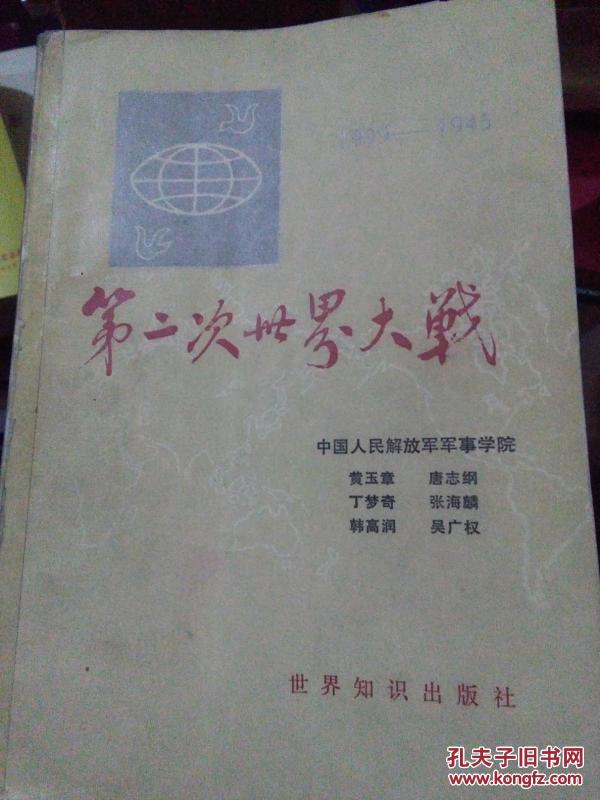 1939—1945
第二次世界大戦
中国人民解放军军事学院
黄玉章 唐志纲
丁梦奇 张海麟
韩高润 吴广权
世界知识出版社
孔夫子旧书网
www.kongfz.com